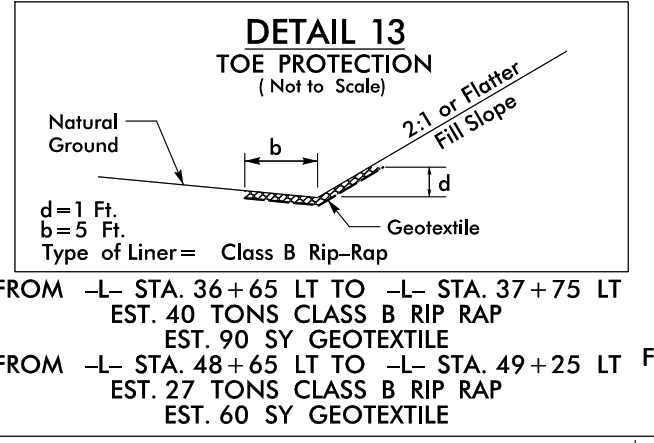 DETAIL 13
TOE PROTECTION
( Not to Scale)
2:1 or Flatter
Fill Slope
Natural
Ground
b
d
d=1 Ft.
b=5 Ft.
Geotextile
Type of Liner= Class B Rip-Rap
FROM -L- STA. 36+65 LT TO -L- STA. 37+75 LT
EST. 40 TONS CLASS B RIP RAP
EST. 90 SY GEOTEXTILE
FROM -L- STA. 48+65 LT TO -L- STA. 49+25 LT F
EST. 27 TONS CLASS B RIP RAP
EST. 60 SY GEOTEXTILE